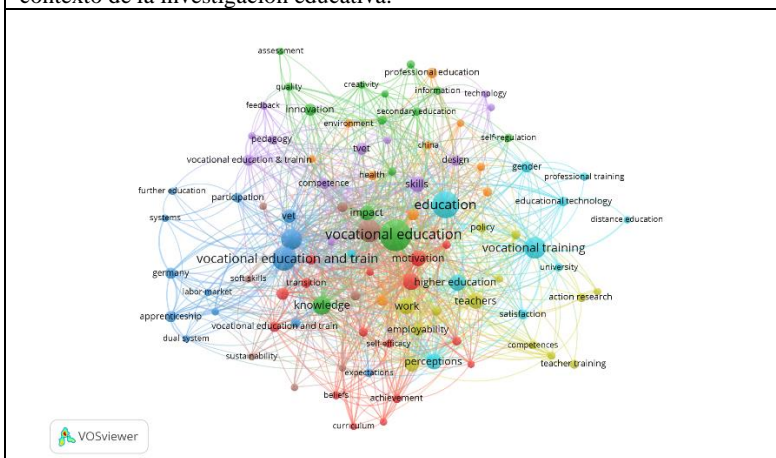 contexto de la investigación educativa.
assessment
professional education
quality
creativity
information
technology
feedback
innovation
secondary education
environment
self-regulation
pedagogy
tvet
china
vocational education & trainin
health
design
gender
professional training
competence
skills
further education
participation
education
educational technology
systems
vet
impact
policy
distance education
vocational education
vocational training
vocational education and train
motivation
germany
university
soft skills
transition
higher education
labor market
action research
knowledge
work
teachers
apprenticeship
satisfaction
vocational education and train
employability
dual system
self-efficacy
competences
sustainability
perceptions
teacher training
expectations
beliefs
achievement
curriculum
VOSviewer